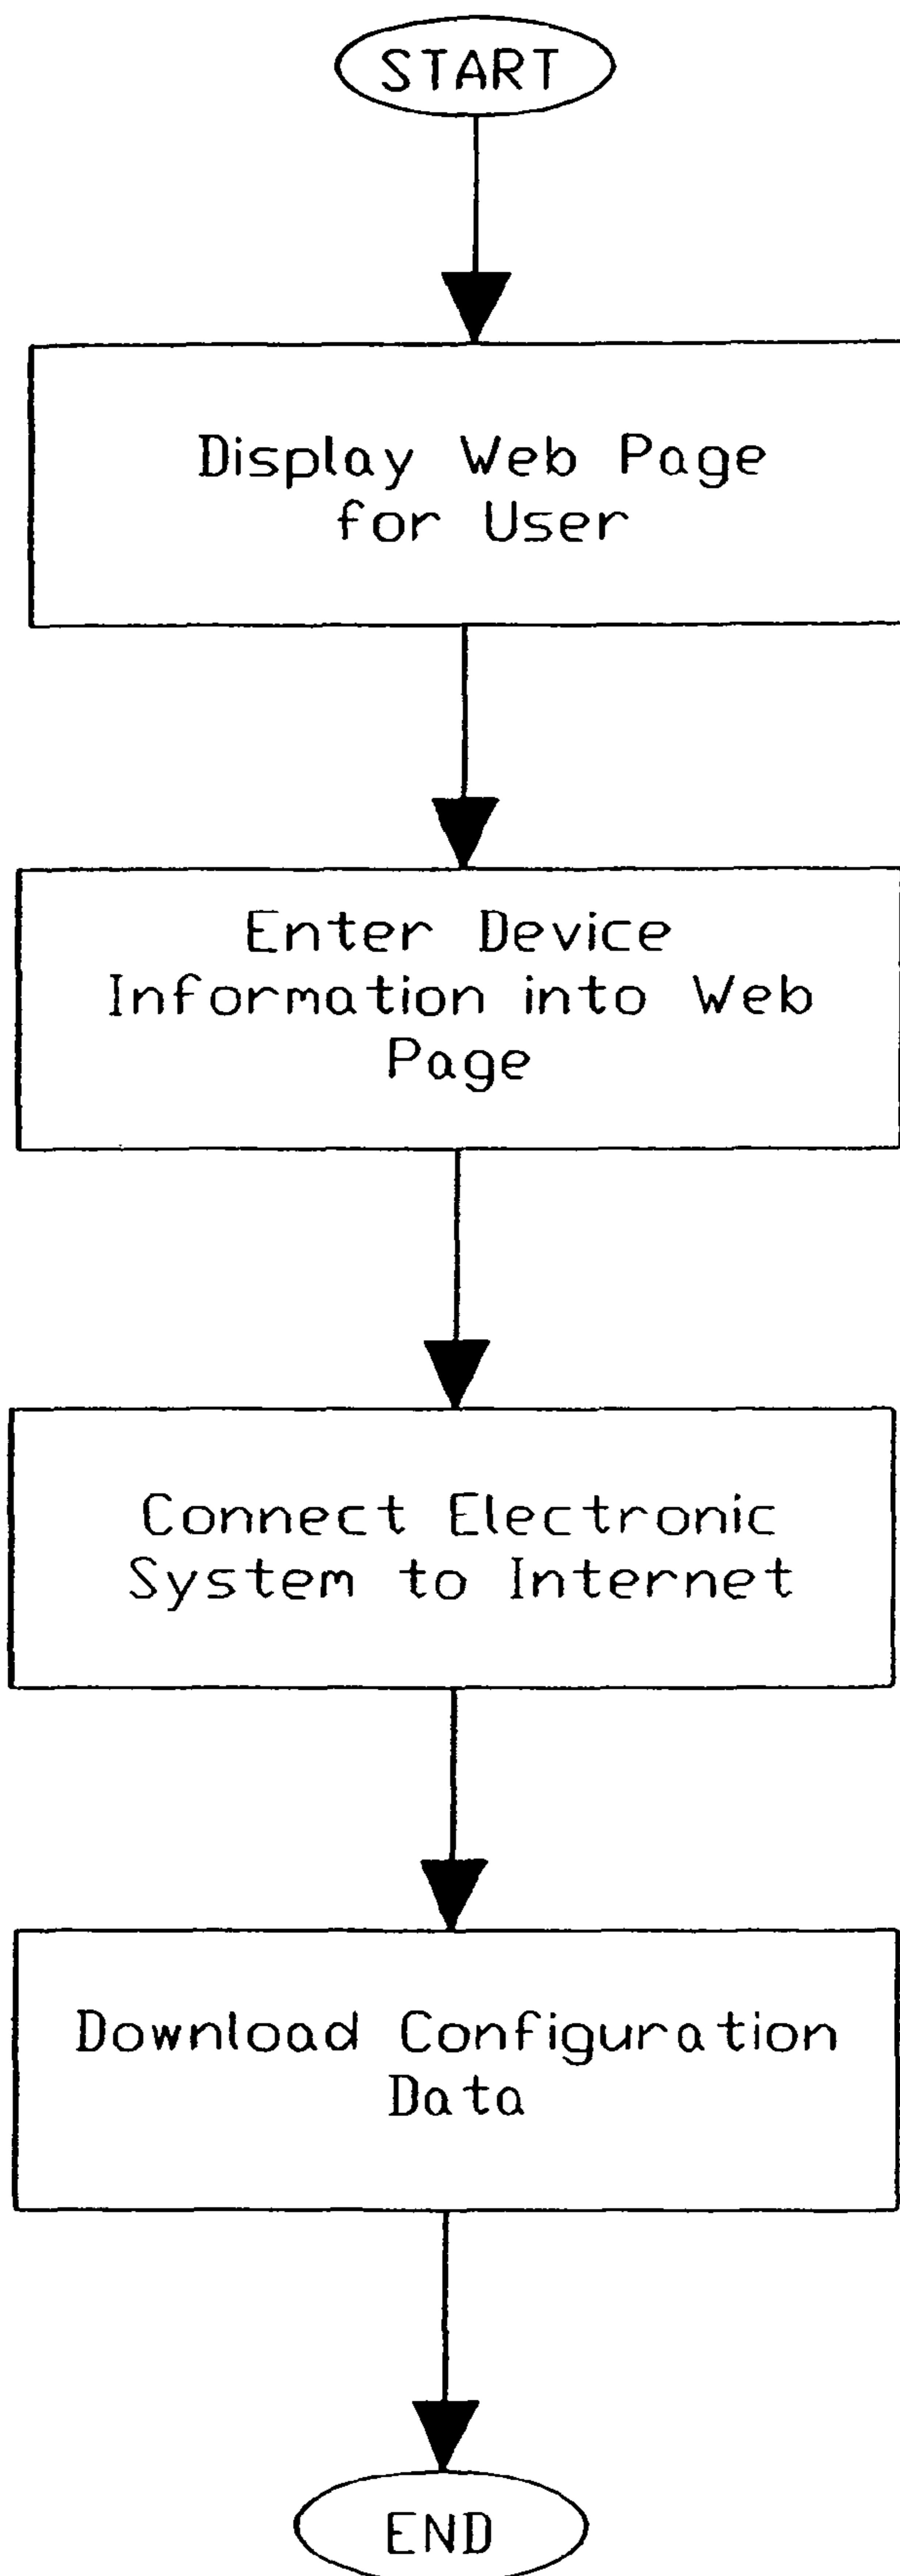 START
Display Web Page
for User
Enter Device
Information into Web
Page
Connect Electronic
System to Internet
Download Configuration
Data
END